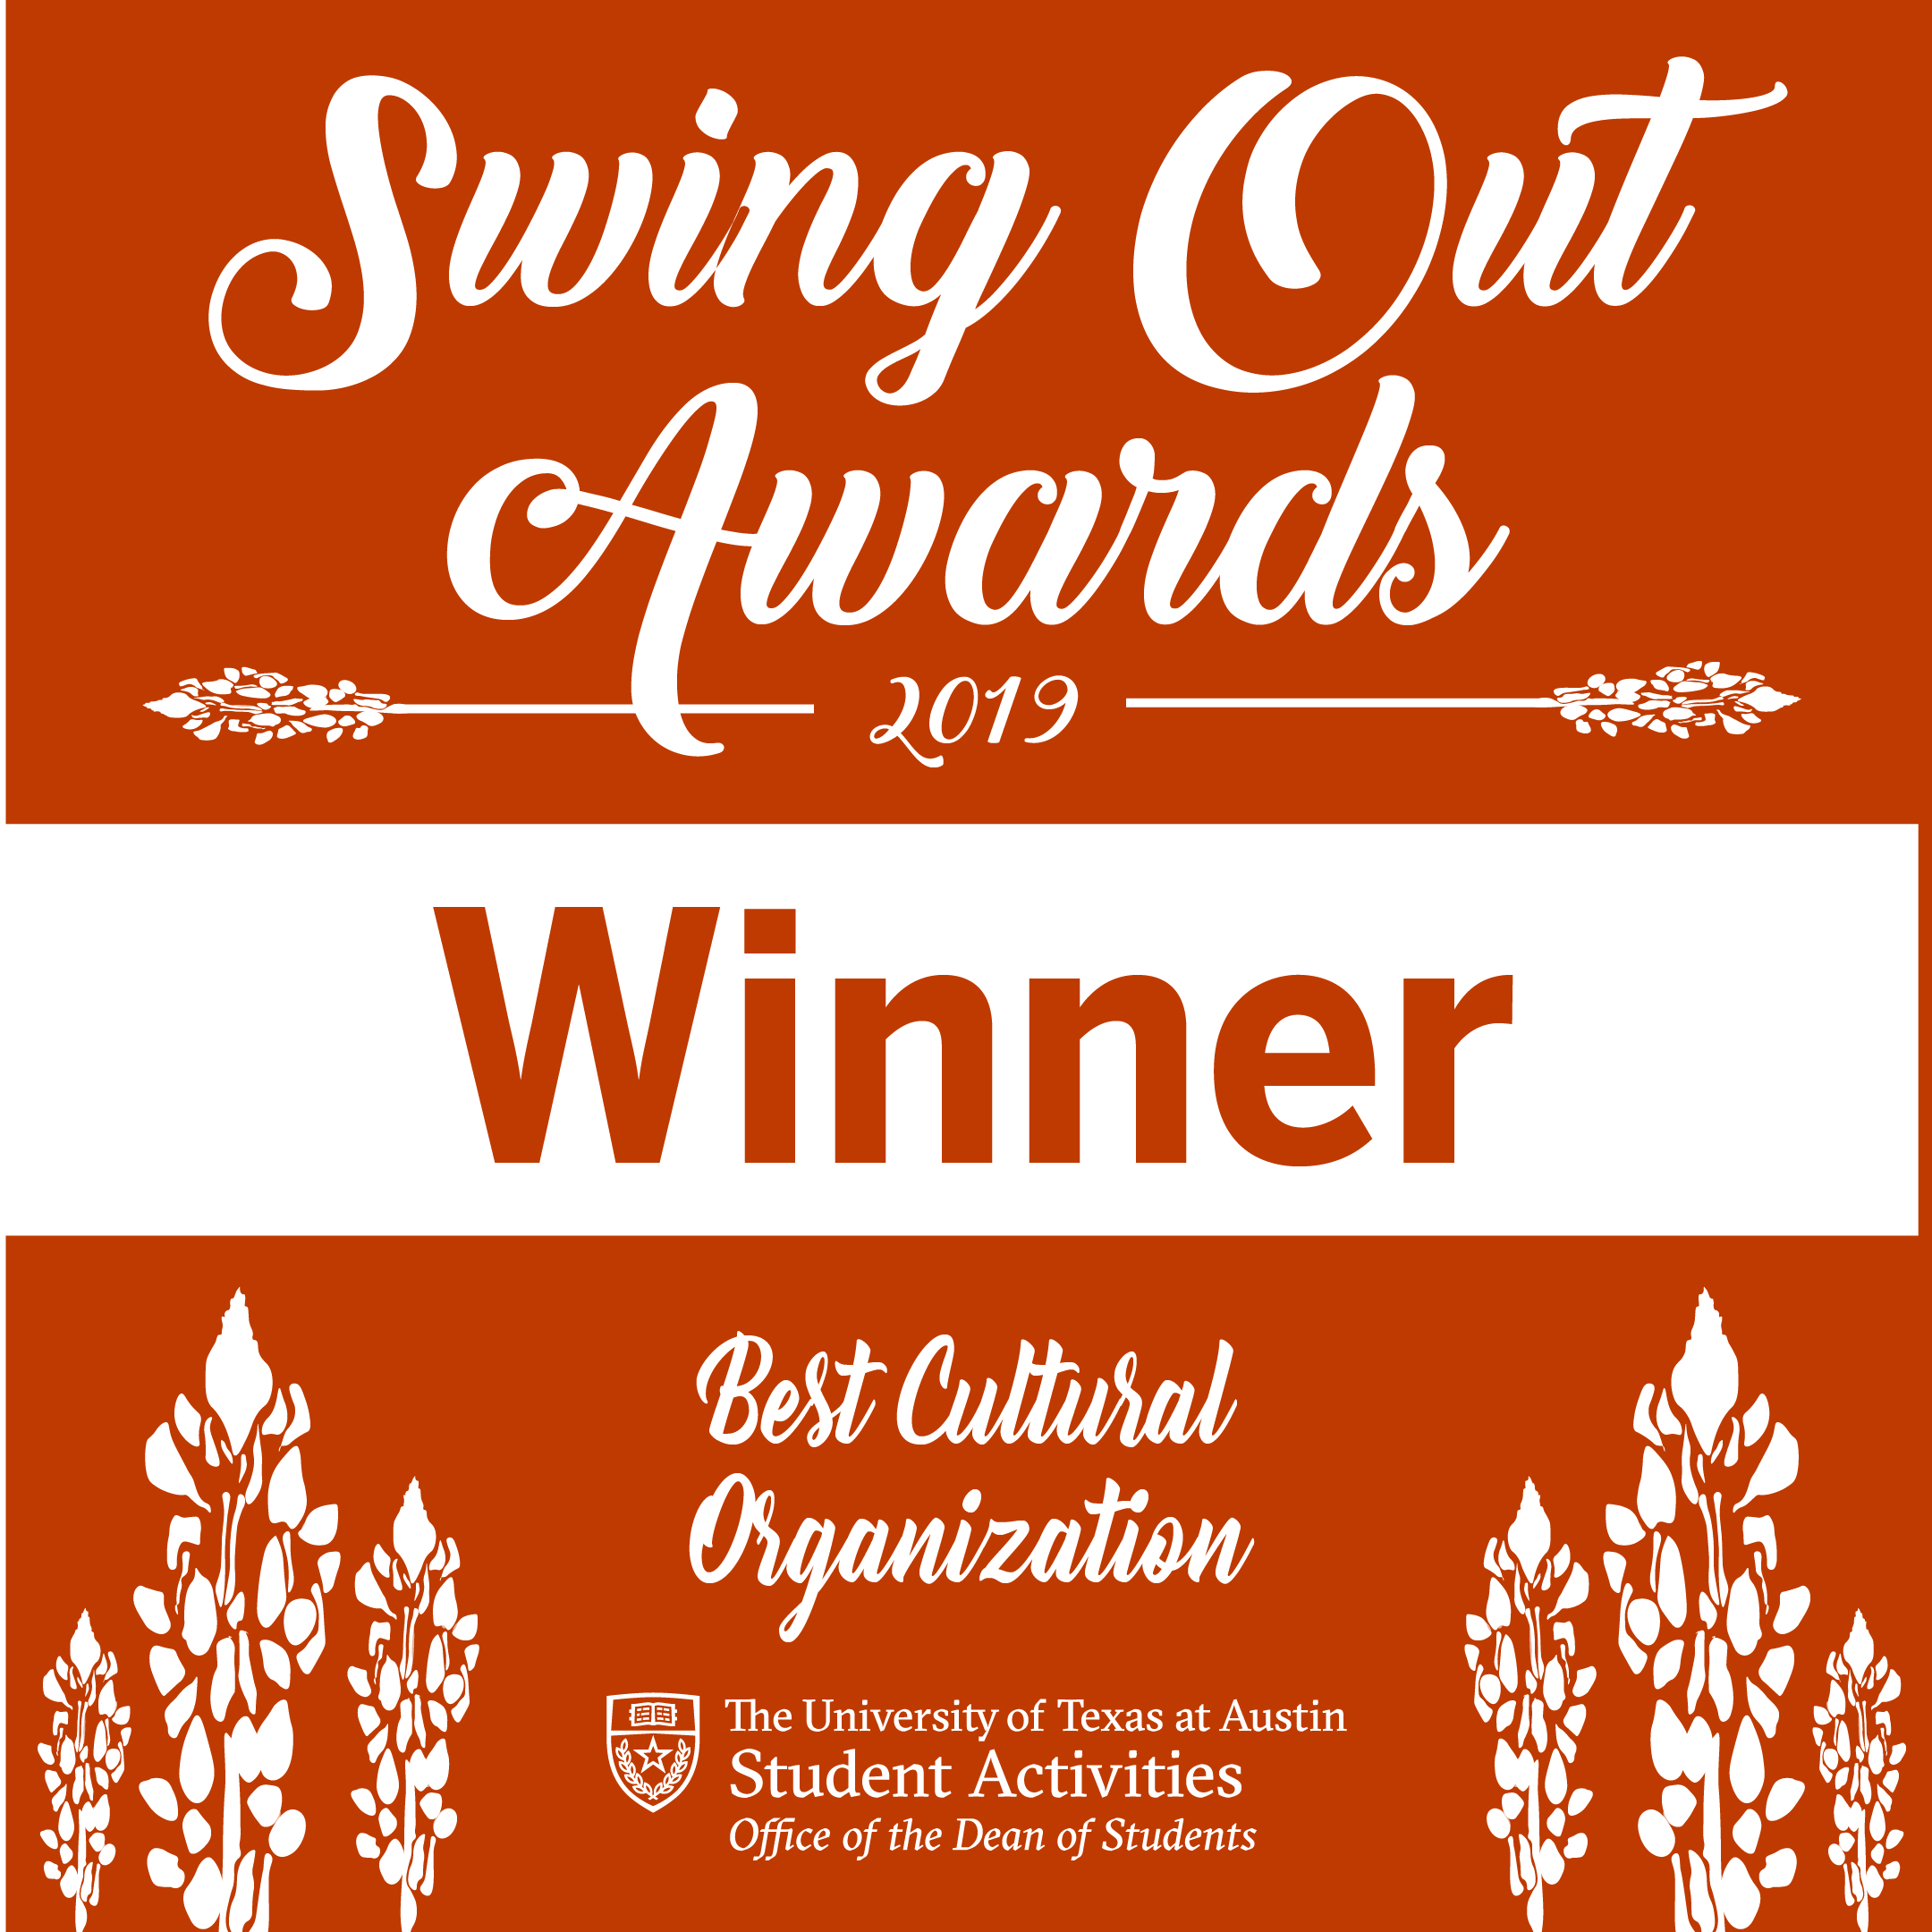 Swing Out
Awards
2019
Winner
Best Cultural
Organization
The University of Texas at Austin
Student Activities
Office of the Dean of Students